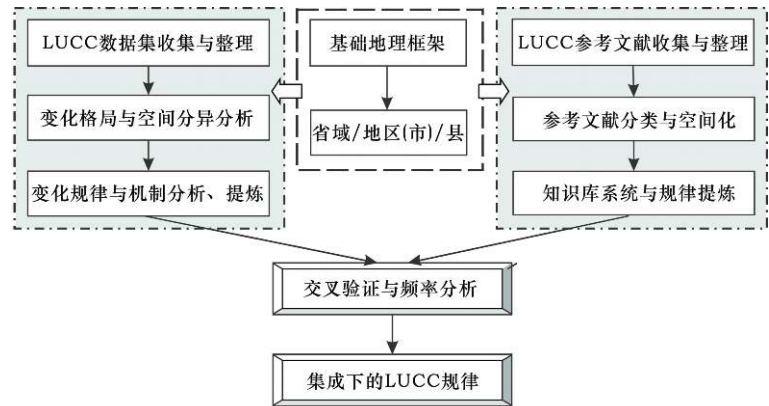 LUCC数据集收集与整理
基础地理框架
LUCC参考文献收集与整理
变化格局与空间分异分析
省域/地区(市)/县
参考文献分类与空间化
变化规律与机制分析、提炼
知识库系统与规律提炼
交叉验证与频率分析
集成下的LUCC规律